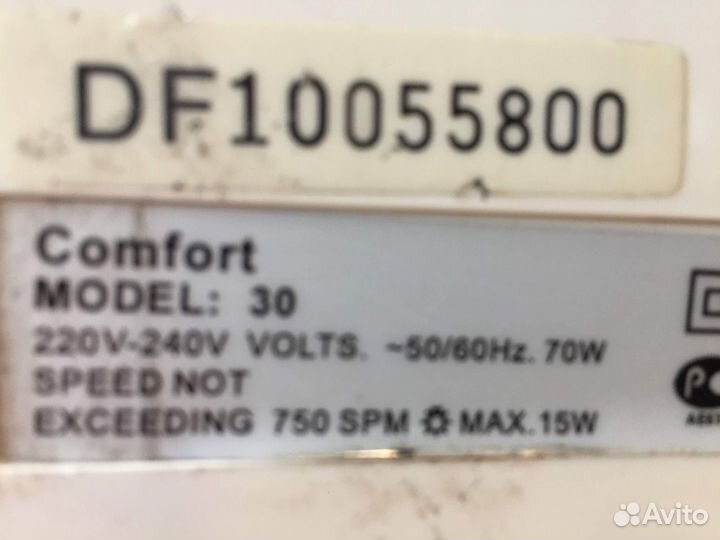 DF10055800
Comfort
MODEL: 30
220V-240V VOLTS. ~50/60Hz. 70W
SPEED NOT
EXCEEDING 750 SPM MAX.15W
Avito